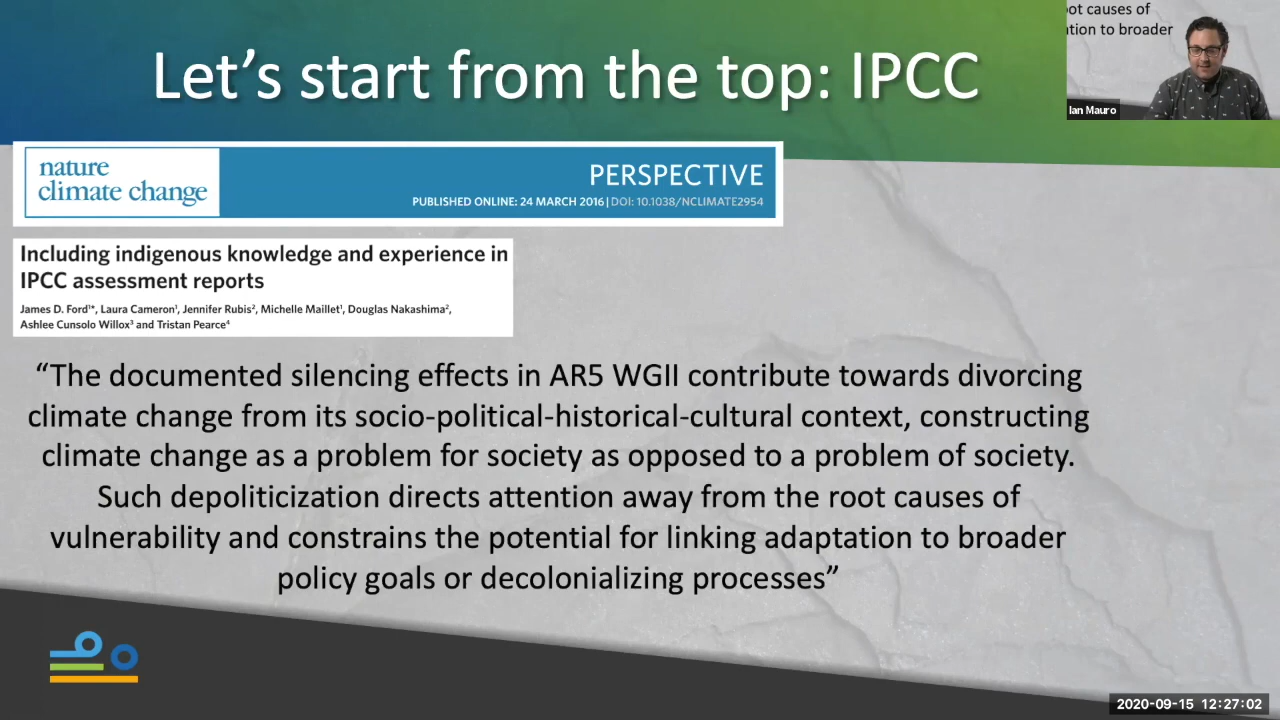 Let’s start from the top: IPCC
oot causes of
ation to broader
Ian Mauro
nature
climate change
PERSPECTIVE
PUBLISHED ONLINE: 24 MARCH 2016 | DOI: 10.1038/NCLIMATE2954
Including indigenous knowledge and experience in
IPCC assessment reports
James D. Ford1*, Laura Cameron1, Jennifer Rubis2, Michelle Maillet1, Douglas Nakashima2,
Ashlee Cunsolo Willox3 and Tristan Pearce4
“The documented silencing effects in AR5 WGII contribute towards divorcing
climate change from its socio-political-historical-cultural context, constructing
climate change as a problem for society as opposed to a problem of society.
Such depoliticization directs attention away from the root causes of
vulnerability and constrains the potential for linking adaptation to broader
policy goals or decolonializing processes”
2020-09-15 12:27:02